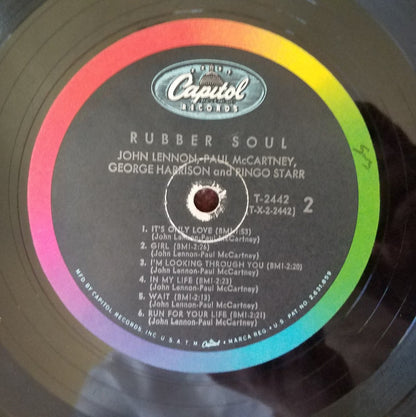 Capitol
RECORDS
RUBBER SOUL
JOHN LENNON, PAUL McCARTNEY,
GEORGE HARRISON and RINGO STARR
T-2442
(T-X-2-2442) 2
1. IT'S ONLY LOVE (BMI-1:53)
(John Lennon-Paul McCartney)
2. GIRL (BMI-2:26)
(John Lennon-Paul McCartney)
3. I'M LOOKING THROUGH YOU (BMI-2:20)
(John Lennon-Paul McCartney)
4. IN MY LIFE (BMI-2:23)
(John Lennon-Paul McCartney)
5. WAIT (BMI-2:13)
(John Lennon-Paul McCartney)
6. RUN FOR YOUR LIFE (BMI-2:21)
(John Lennon-Paul McCartney)
MFD. BY CAPITOL RECORDS, INC. U.S.A. T.M. Capitol MARCA REG. • U.S. PAT. NO. 2,631,859